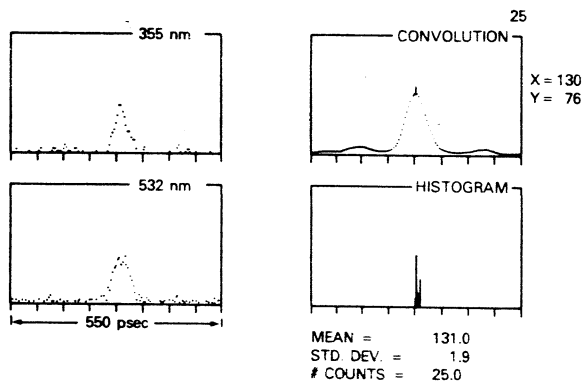 355 nm
25
CONVOLUTION
X = 130
Y = 76
532 nm
HISTOGRAM
550 psec
MEAN = 131.0
STD. DEV. = 1.9
# COUNTS = 25.0